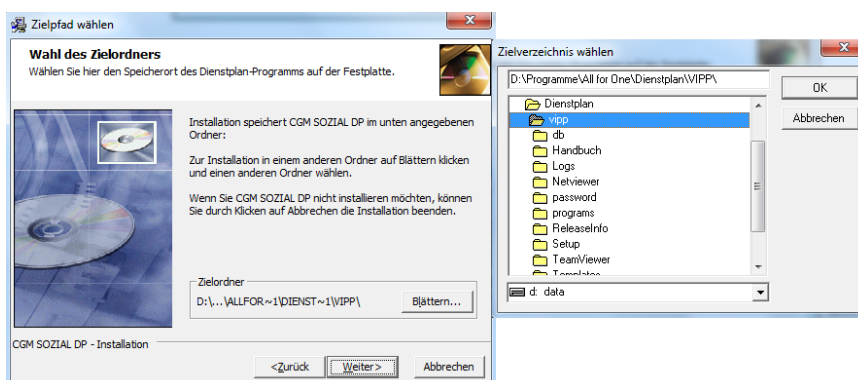 Zielpfad wählen
Wahl des Zielordners
Wählen Sie hier den Speicherort des Dienstplan-Programms auf der Festplatte.
Installation speichert CGM SOZIAL DP im unten angegebenen
Ordner:
Zur Installation in einem anderen Ordner auf Blättern klicken
und einen anderen Ordner wählen.
Wenn Sie CGM SOZIAL DP nicht installieren möchten, können
Sie durch Klicken auf Abbrechen die Installation beenden.
Zielordner
D:\...\ALLFOR~1\DIENST~1\VIPP\
Blättern...
CGM SOZIAL DP - Installation
<Zurück
Weiter>
Abbrechen
Zielverzeichnis wählen
D:\Programme\All for One\Dienstplan\VIPP\
OK
Abbrechen
Dienstplan
vipp
db
Handbuch
Logs
Netviewer
password
programs
ReleaseInfo
Setup
TeamViewer
Templates
d: data